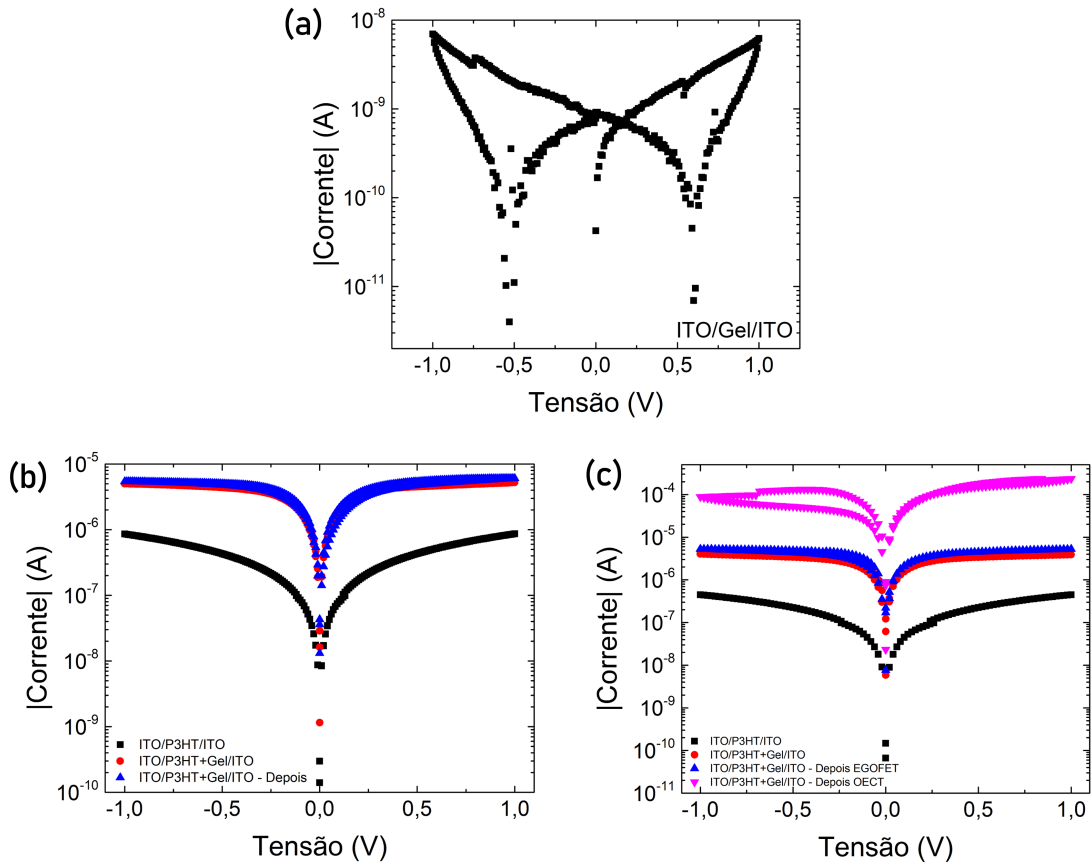 (a)
10⁻⁸
10⁻⁹
10⁻¹⁰
10⁻¹¹
|Corrente| (A)
ITO/Gel/ITO
-1,0 -0,5 0,0 0,5 1,0
Tensão (V)
(b)
10⁻⁵
10⁻⁶
10⁻⁷
10⁻⁸
10⁻⁹
10⁻¹⁰
|Corrente| (A)
ITO/P3HT/ITO
ITO/P3HT+Gel/ITO
ITO/P3HT+Gel/ITO - Depois
-1,0 -0,5 0,0 0,5 1,0
Tensão (V)
(c)
10⁻⁴
10⁻⁵
10⁻⁶
10⁻⁷
10⁻⁸
10⁻⁹
10⁻¹⁰
10⁻¹¹
|Corrente| (A)
ITO/P3HT/ITO
ITO/P3HT+Gel/ITO
ITO/P3HT+Gel/ITO - Depois EGOFET
ITO/P3HT+Gel/ITO - Depois OECT
-1,0 -0,5 0,0 0,5 1,0
Tensão (V)